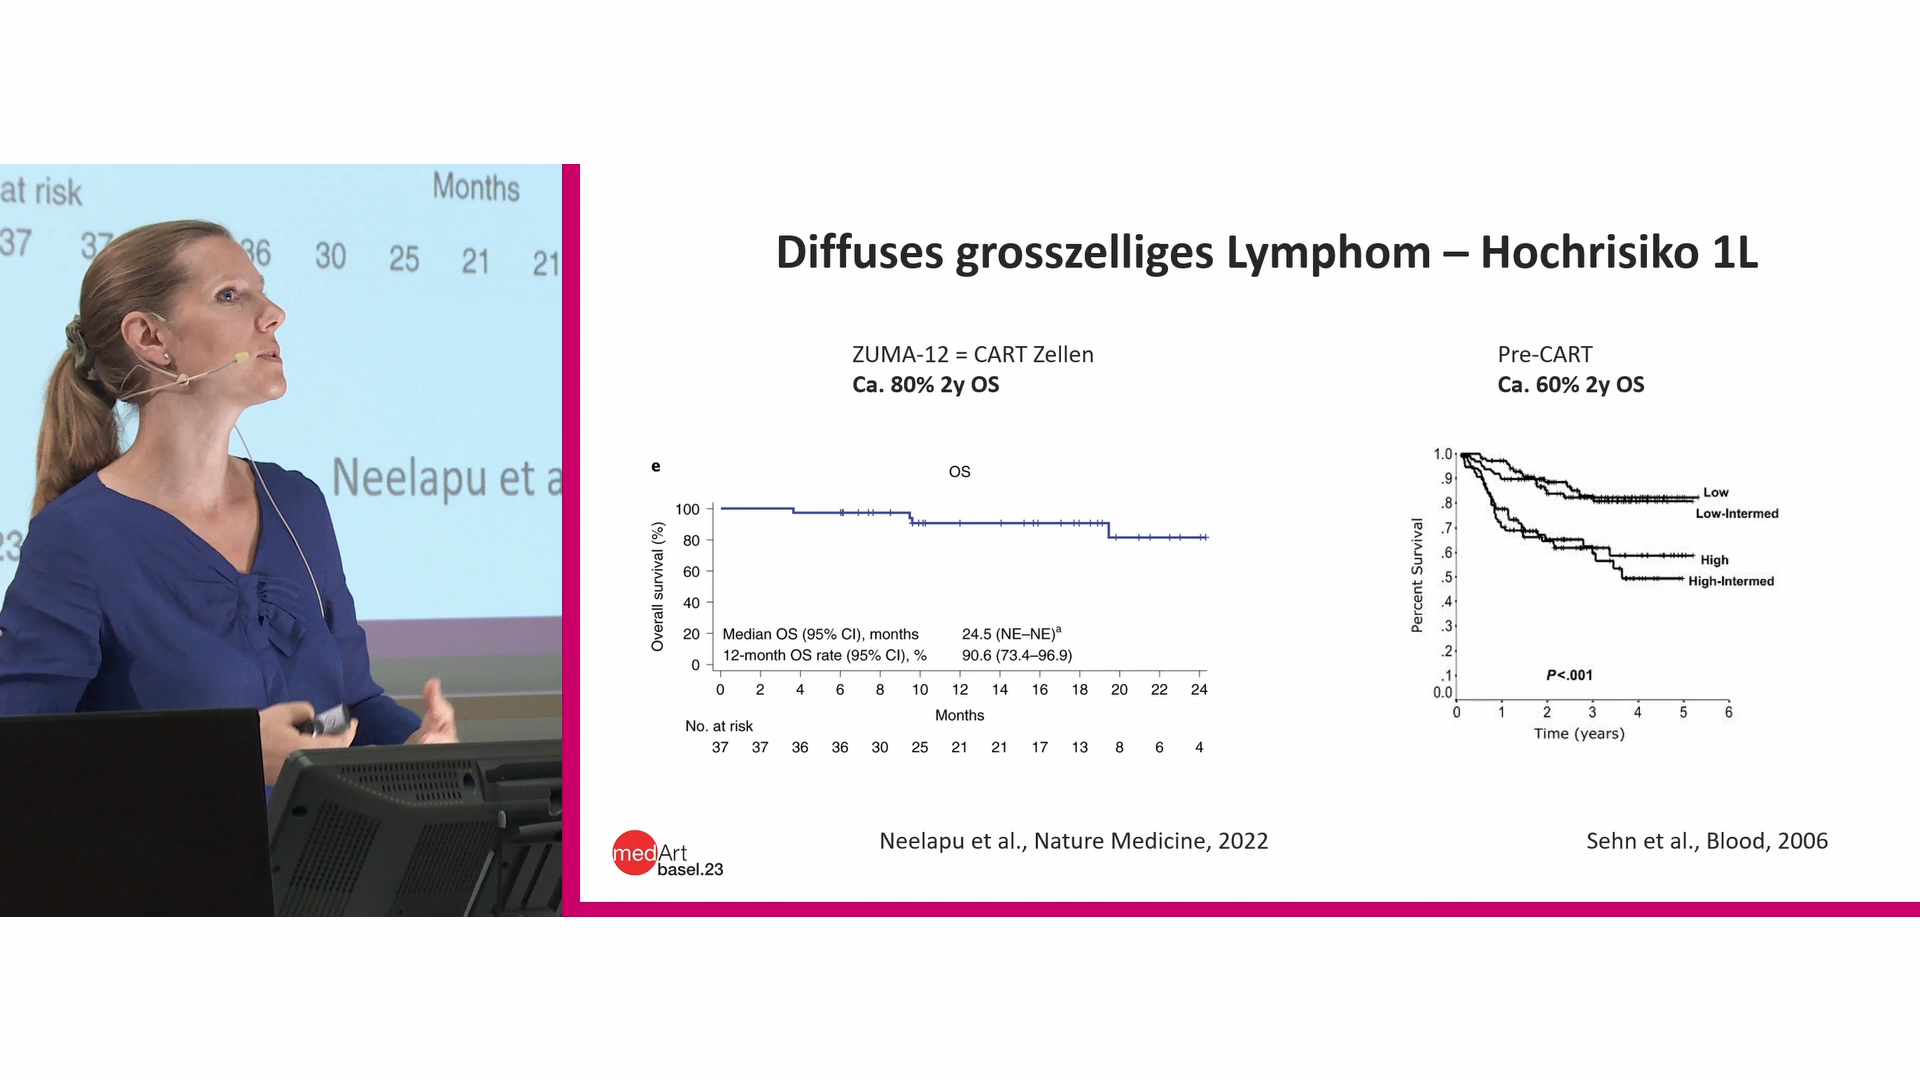 at risk
Months
37 37 36 30 25 21 21
Neelapu et a
23
Diffuses grosszelliges Lymphom – Hochrisiko 1L
ZUMA-12 = CART Zellen
Ca. 80% 2y OS
Pre-CART
Ca. 60% 2y OS
e
OS
Overall survival (%)
100
80
60
40
20
0
Median OS (95% CI), months 24.5 (NE–NE)a
12-month OS rate (95% CI), % 90.6 (73.4–96.9)
0 2 4 6 8 10 12 14 16 18 20 22 24
Months
No. at risk
37 37 36 36 30 25 21 21 17 13 8 6 4
Percent Survival
1.0
.9
.8
.7
.6
.5
.4
.3
.2
.1
0.0
Low
Low-Intermed
High
High-Intermed
P<.001
0 1 2 3 4 5 6
Time (years)
medArt
basel.23
Neelapu et al., Nature Medicine, 2022
Sehn et al., Blood, 2006